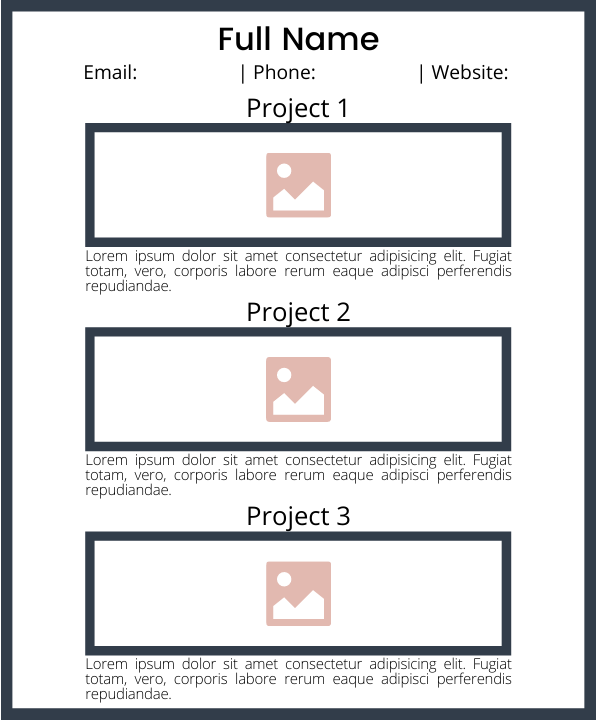 Full Name
Email: | Phone: | Website:
Project 1
Lorem ipsum dolor sit amet consectetur adipisicing elit. Fugiat
totam, vero, corporis labore rerum eaque adipisci perferendis
repudiandae.
Project 2
Lorem ipsum dolor sit amet consectetur adipisicing elit. Fugiat
totam, vero, corporis labore rerum eaque adipisci perferendis
repudiandae.
Project 3
Lorem ipsum dolor sit amet consectetur adipisicing elit. Fugiat
totam, vero, corporis labore rerum eaque adipisci perferendis
repudiandae.